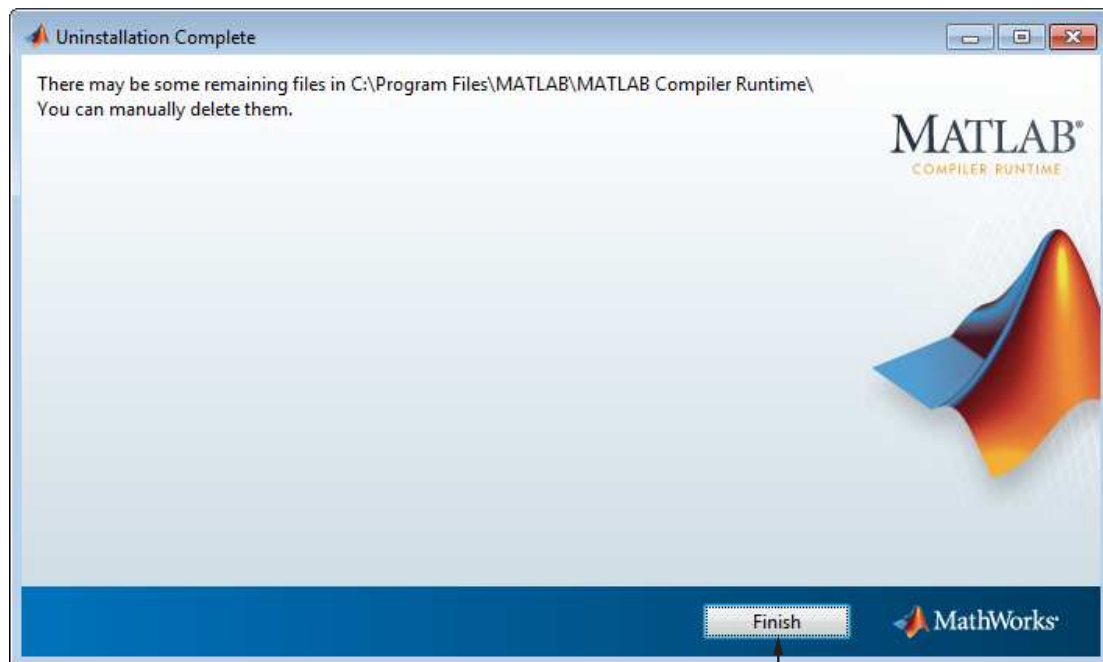 Uninstallation Complete
There may be some remaining files in C:\Program Files\MATLAB\MATLAB Compiler Runtime\
You can manually delete them.
MATLAB®
COMPILER RUNTIME
Finish
MathWorks®